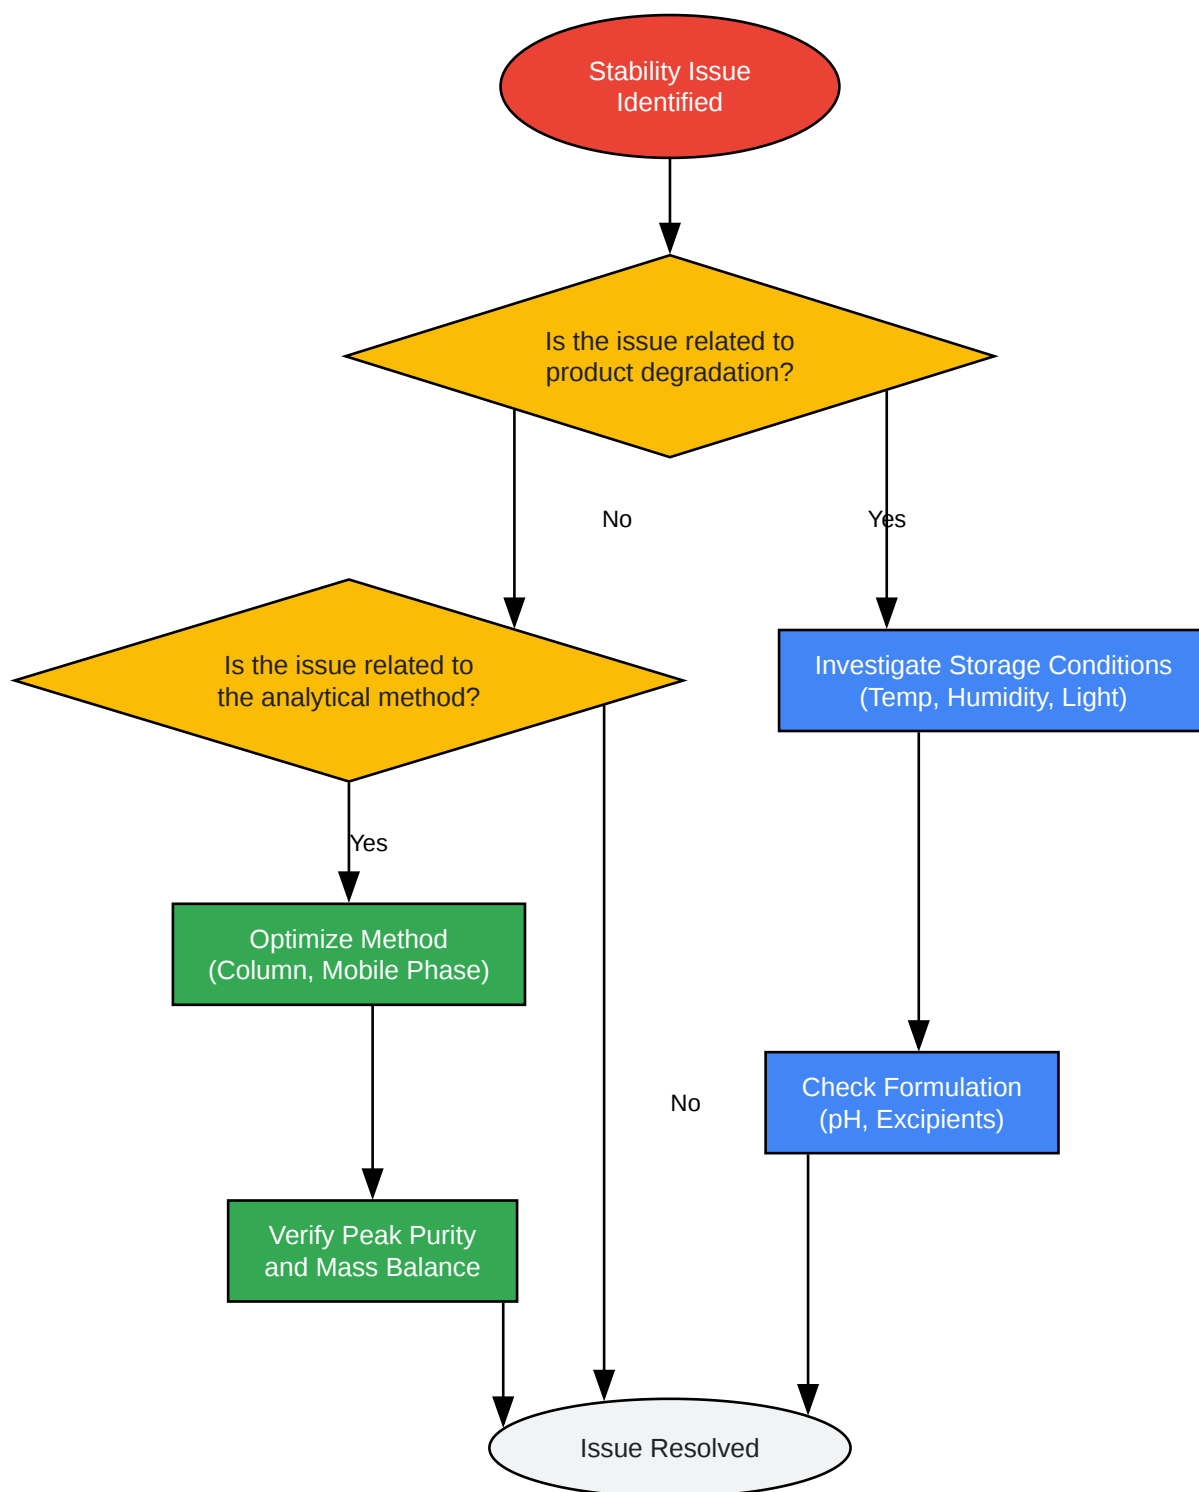 Stability Issue
Identified
Is the issue related to
product degradation?
No
Yes
Is the issue related to
the analytical method?
Investigate Storage Conditions
(Temp, Humidity, Light)
Yes
Optimize Method
(Column, Mobile Phase)
No
Check Formulation
(pH, Excipients)
Verify Peak Purity
and Mass Balance
Issue Resolved